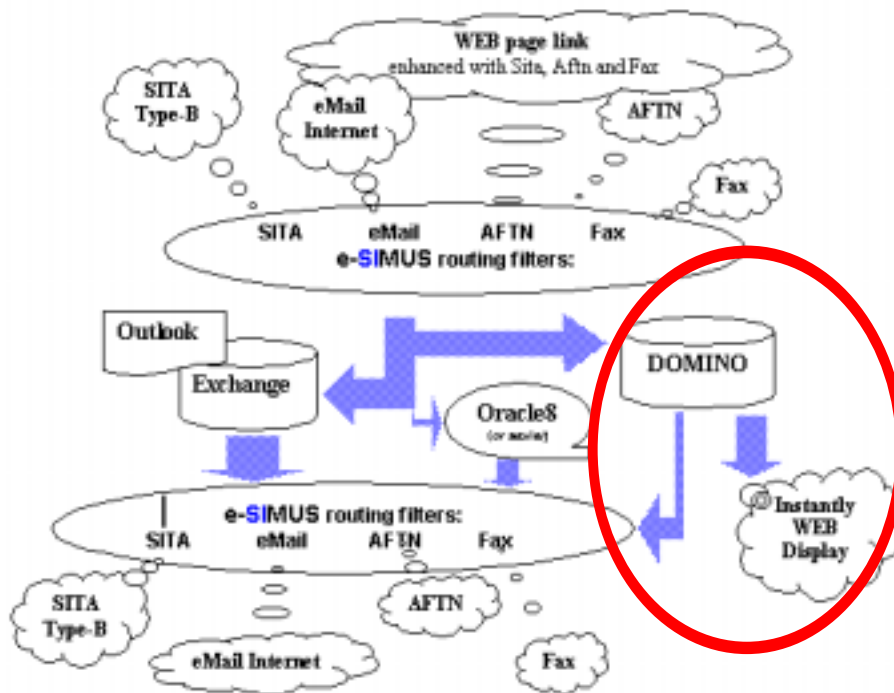 WEB page link
enhanced with Sita, Aftn and Fax
SITA
Type-B
eMail
Internet
AFTN
Fax
SITA eMail AFTN Fax
e-SIMUS routing filters:
Outlook
Exchange
DOMINO
Oracle8
e-SIMUS routing filters:
SITA eMail AFTN Fax
Instantly
WEB
Display
SITA
Type-B
AFTN
eMail Internet
Fax